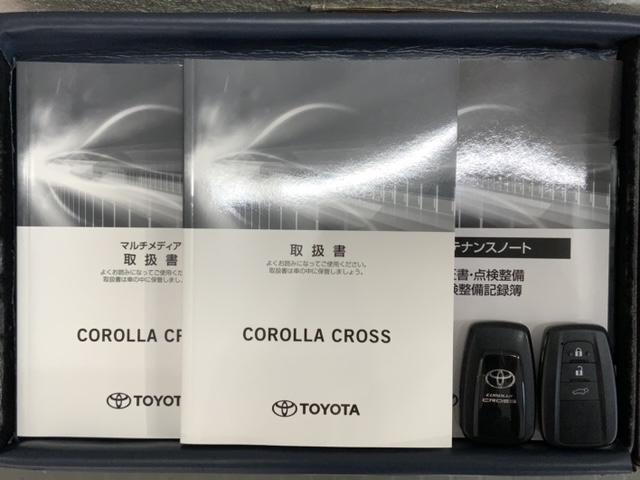 マルチメディア
取扱書
よくお読みになってご使用くだ
取扱書は車の中に保管しまし
COROLLA CR
TOYOTA
取扱書
よくお読みになってご使用ください。
取扱書は車の中に保管しましょう。
COROLLA CROSS
TOYOTA
テナンスノート
証書・点検整備
検整備記録簿
TOYOTA
COROLLA
CROSS